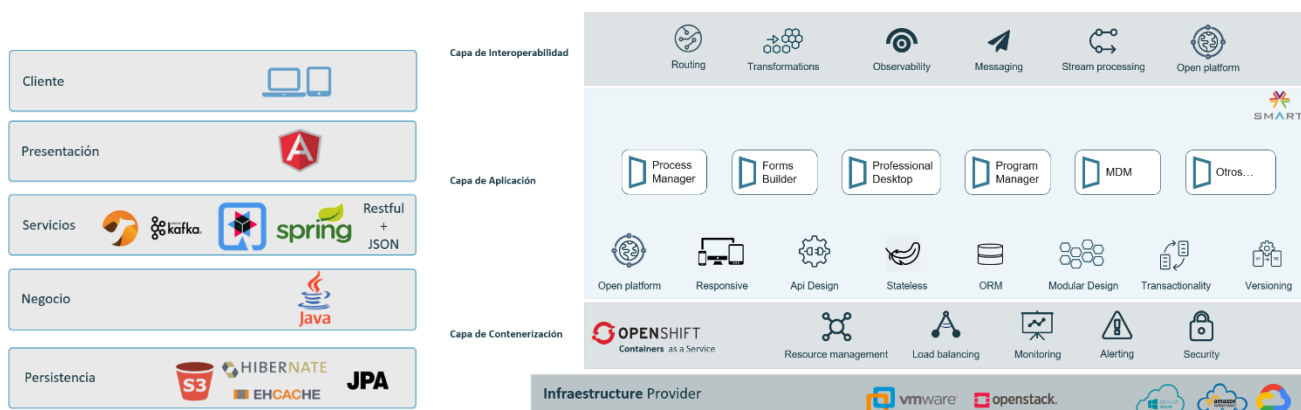 Cliente
Presentación
Servicios
kafka.
spring
Restful
+
JSON
Negocio
Java
Persistencia
S3
HIBERNATE
EHCACHE
JPA
Capa de Interoperabilidad
Routing
Transformations
Observability
Messaging
Stream processing
Open platform
SMART
Capa de Aplicación
Process
Manager
Forms
Builder
Professional
Desktop
Program
Manager
MDM
Otros...
Open platform
Responsive
Api Design
Stateless
ORM
Modular Design
Transactionality
Versioning
Capa de Contenerización
OPENSHIFT
Containers as a Service
Resource management
Load balancing
Monitoring
Alerting
Security
Infraestructure Provider
vmware
openstack.
amazon